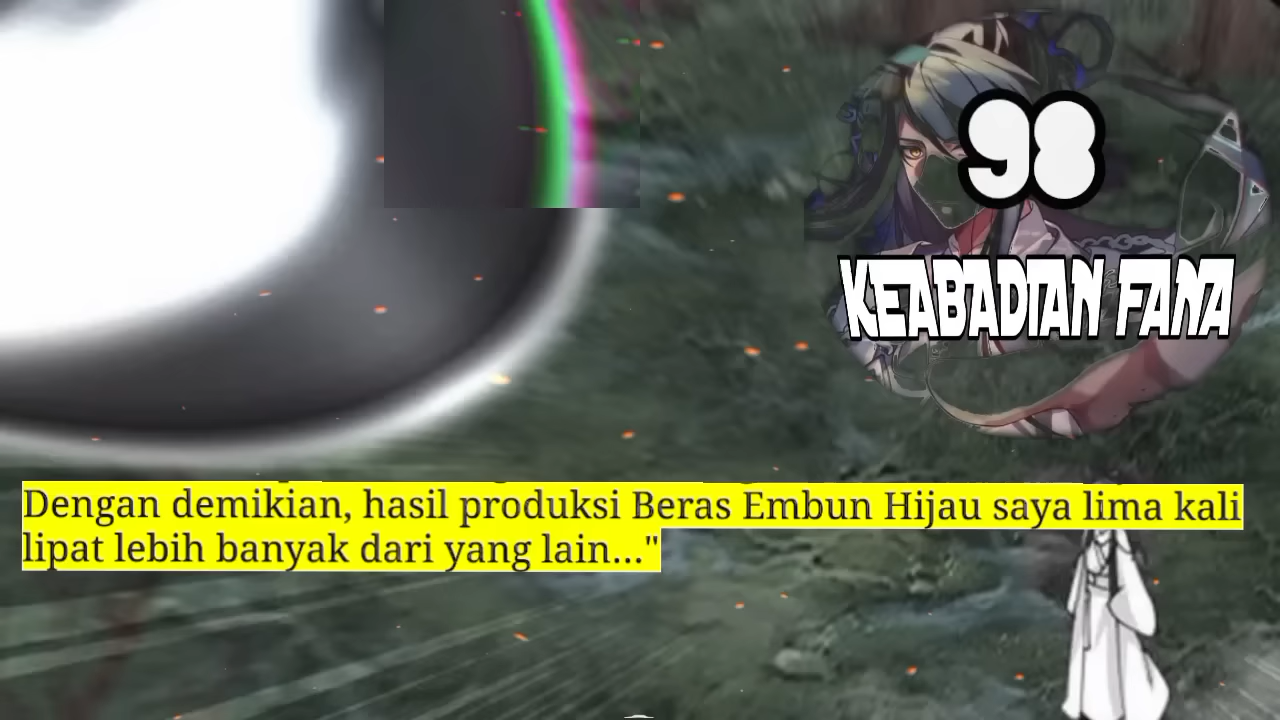 98
KEABADIAN FANA
Dengan demikian, hasil produksi Beras Embun Hijau saya lima kali
lipat lebih banyak dari yang lain..."